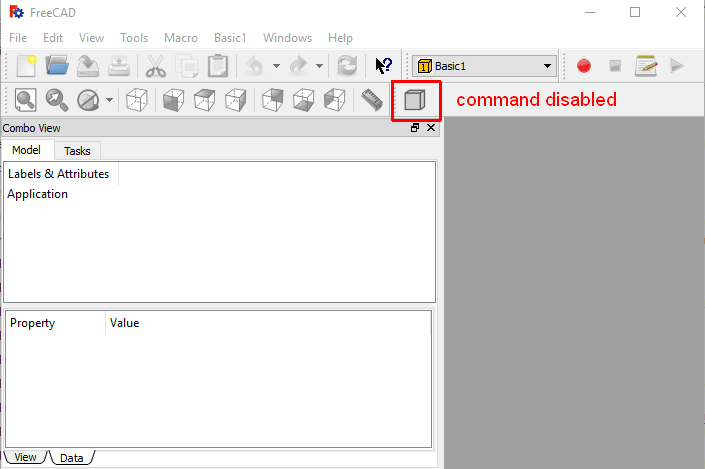 FreeCAD
File Edit View Tools Macro Basic1 Windows Help
Basic1
command disabled
Combo View
Model Tasks
Labels & Attributes
Application
Property Value
View Data